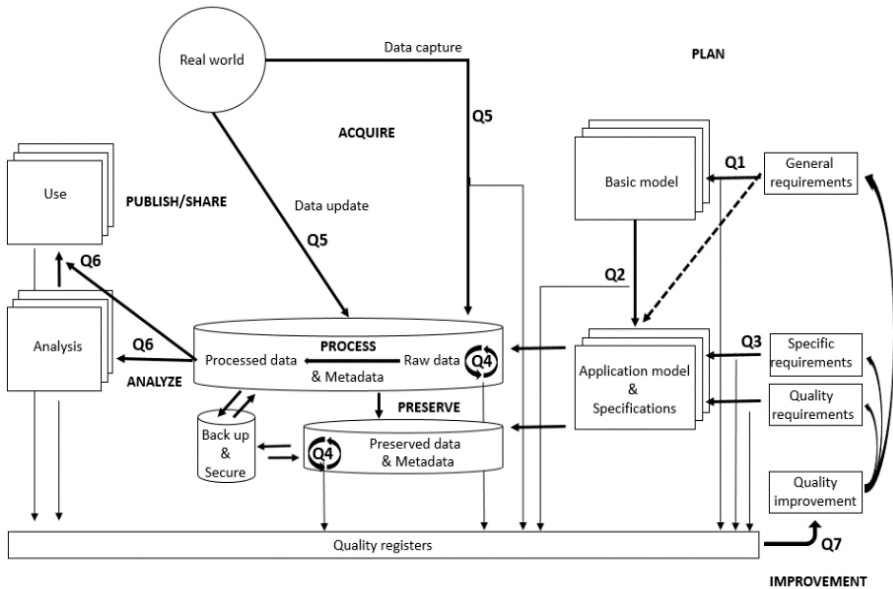 Data capture
PLAN
Real world
Q5
ACQUIRE
Q1
General
requirements
Basic model
Use
PUBLISH/SHARE
Data update
Q5
Q6
Q2
Q6
Analysis
ANALYZE
PROCESS
Processed data
Raw data
Q4
& Metadata
Q3
Specific
requirements
Application model
&
Specifications
Quality
requirements
PRESERVE
Back up
&
Secure
Q4
Preserved data
& Metadata
Quality
improvement
Quality registers
Q7
IMPROVEMENT